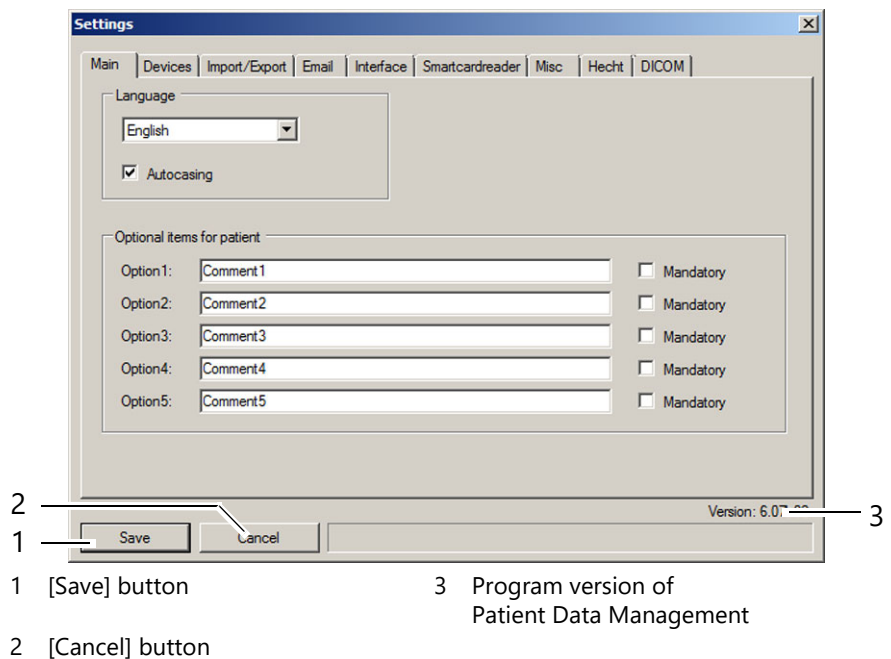 Settings
Main Devices Import/Export Email Interface Smartcardreader Misc Hecht DICOM
Language
English
Autocasing
Optional items for patient
Option1: Comment1 Mandatory
Option2: Comment2 Mandatory
Option3: Comment3 Mandatory
Option4: Comment4 Mandatory
Option5: Comment5 Mandatory
2
Version: 6.07
3
1
Save Cancel
1 [Save] button
3 Program version of
Patient Data Management
2 [Cancel] button